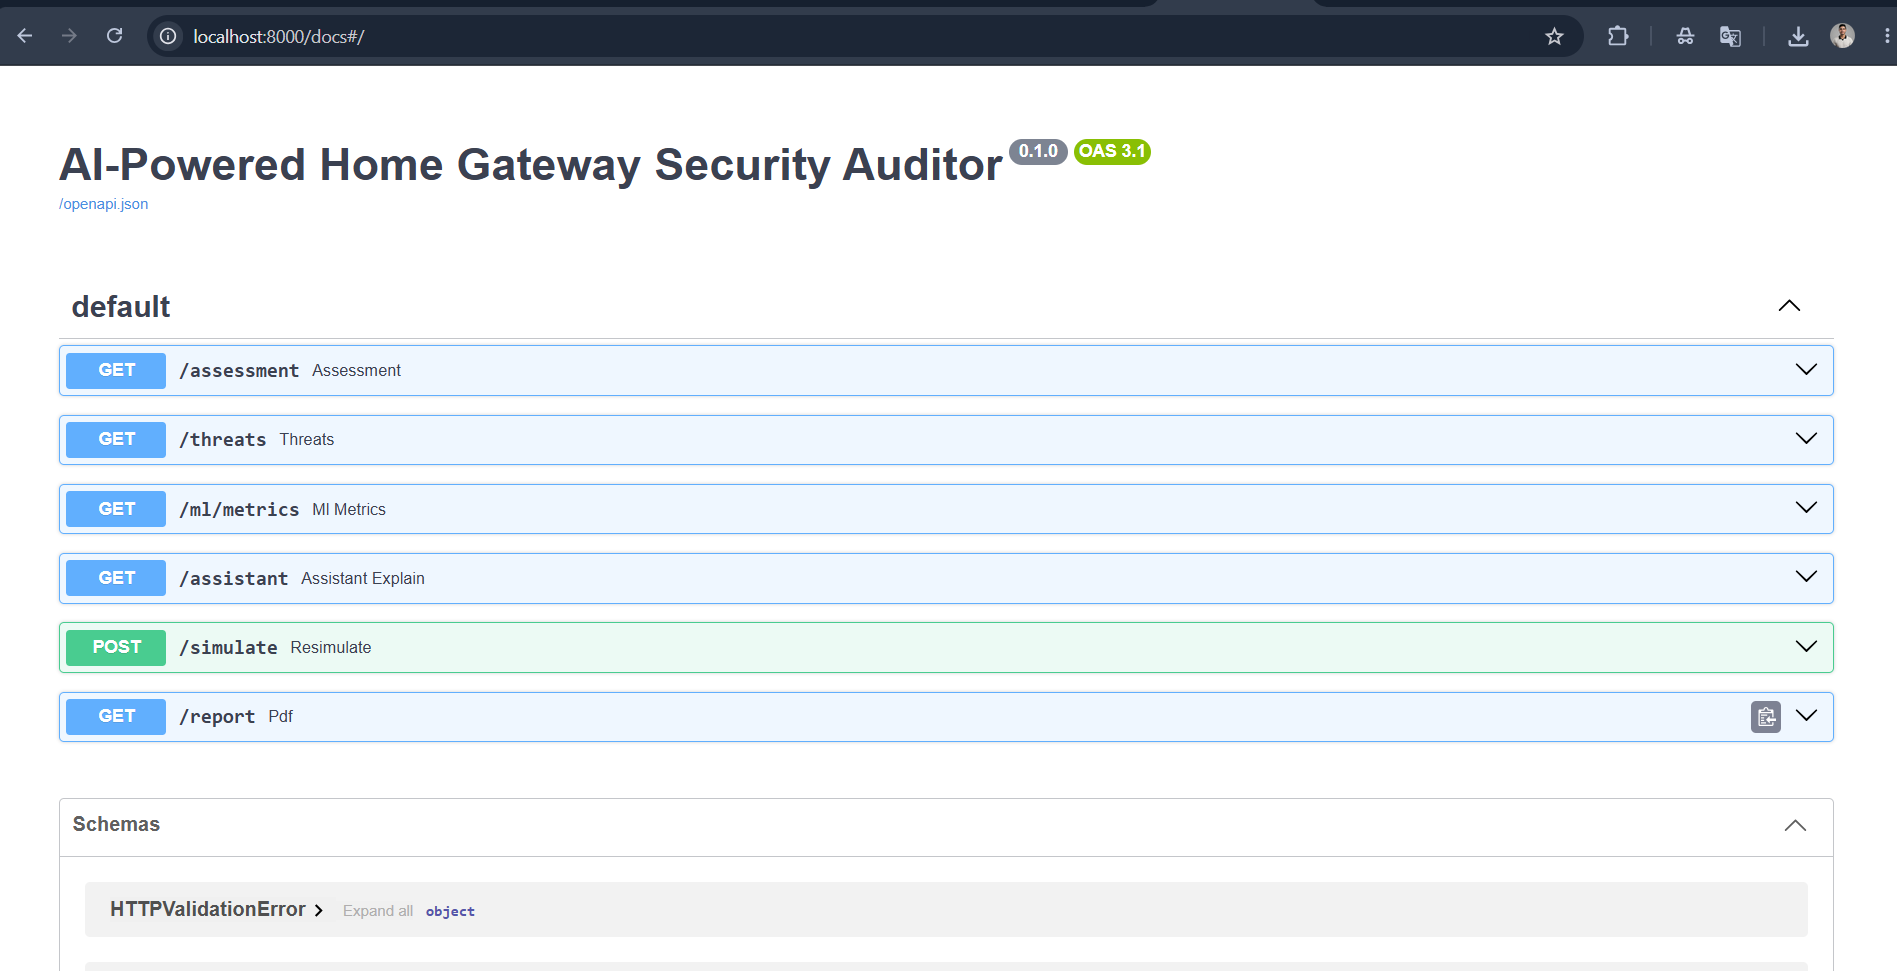 localhost:8000/docs#/
AI-Powered Home Gateway Security Auditor 0.1.0 OAS 3.1
/openapi.json
default
GET /assessment Assessment
GET /threats Threats
GET /ml/metrics Ml Metrics
GET /assistant Assistant Explain
POST /simulate Resimulate
GET /report Pdf
Schemas
HTTPValidationError Expand all object